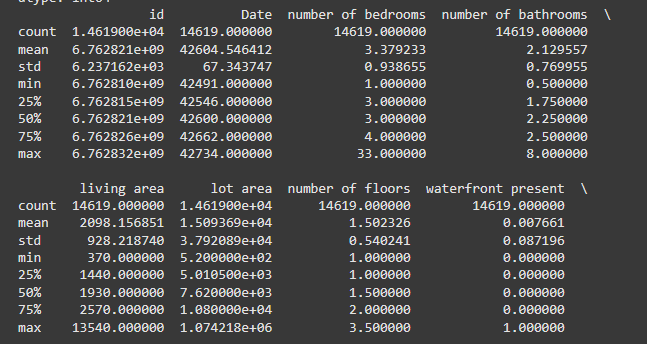 dtype: int64
id Date number of bedrooms number of bathrooms \
count 1.461900e+04 14619.000000 14619.000000 14619.000000
mean 6.762821e+09 42604.546412 3.379233 2.129557
std 6.237162e+03 67.343747 0.938655 0.769955
min 6.762810e+09 42491.000000 1.000000 0.500000
25% 6.762815e+09 42546.000000 3.000000 1.750000
50% 6.762821e+09 42600.000000 3.000000 2.250000
75% 6.762826e+09 42662.000000 4.000000 2.500000
max 6.762832e+09 42734.000000 33.000000 8.000000
living area lot area number of floors waterfront present \
count 14619.000000 1.461900e+04 14619.000000 14619.000000
mean 2098.156851 1.509369e+04 1.502326 0.007661
std 928.218740 3.792089e+04 0.540241 0.087196
min 370.000000 5.200000e+02 1.000000 0.000000
25% 1440.000000 5.010500e+03 1.000000 0.000000
50% 1930.000000 7.620000e+03 1.500000 0.000000
75% 2570.000000 1.080000e+04 2.000000 0.000000
max 13540.000000 1.074218e+06 3.500000 1.000000